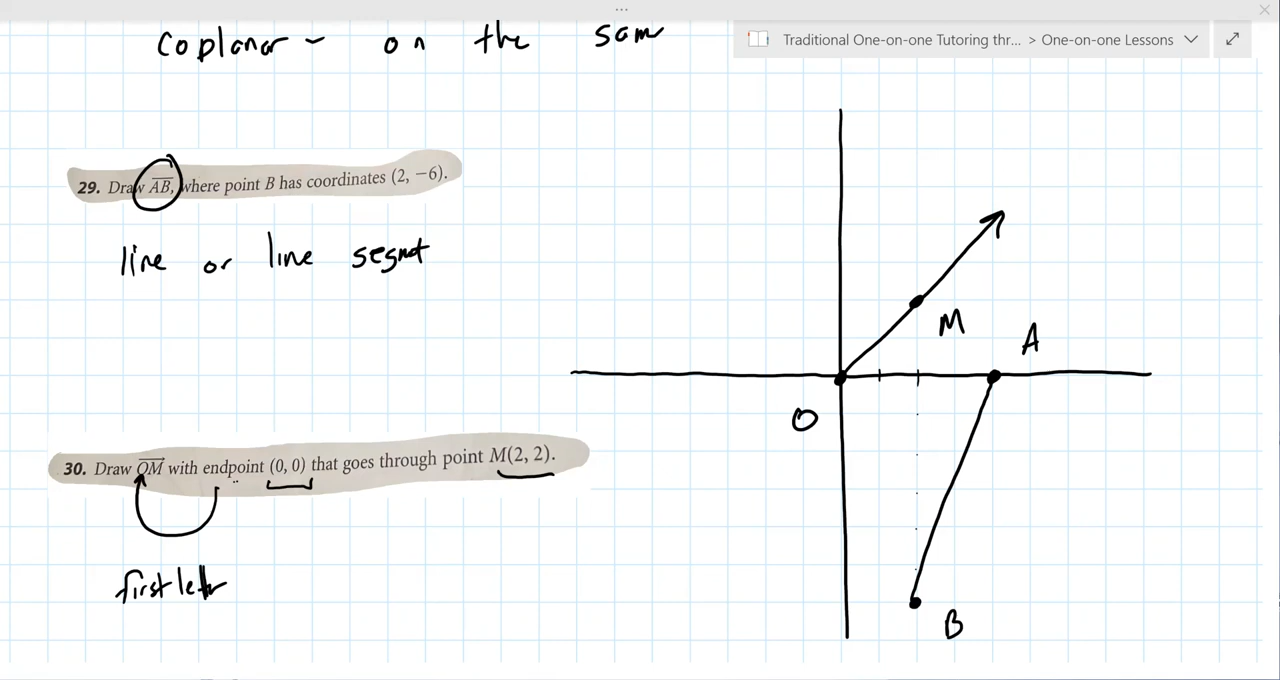 ...
Traditional One-on-one Tutoring thr... > One-on-one Lessons
coplanar - on the sam
29. Draw AB, where point B has coordinates (2, −6).
line or line segmt
M
A
O
30. Draw OM with endpoint (0, 0) that goes through point M(2, 2).
first letr
B